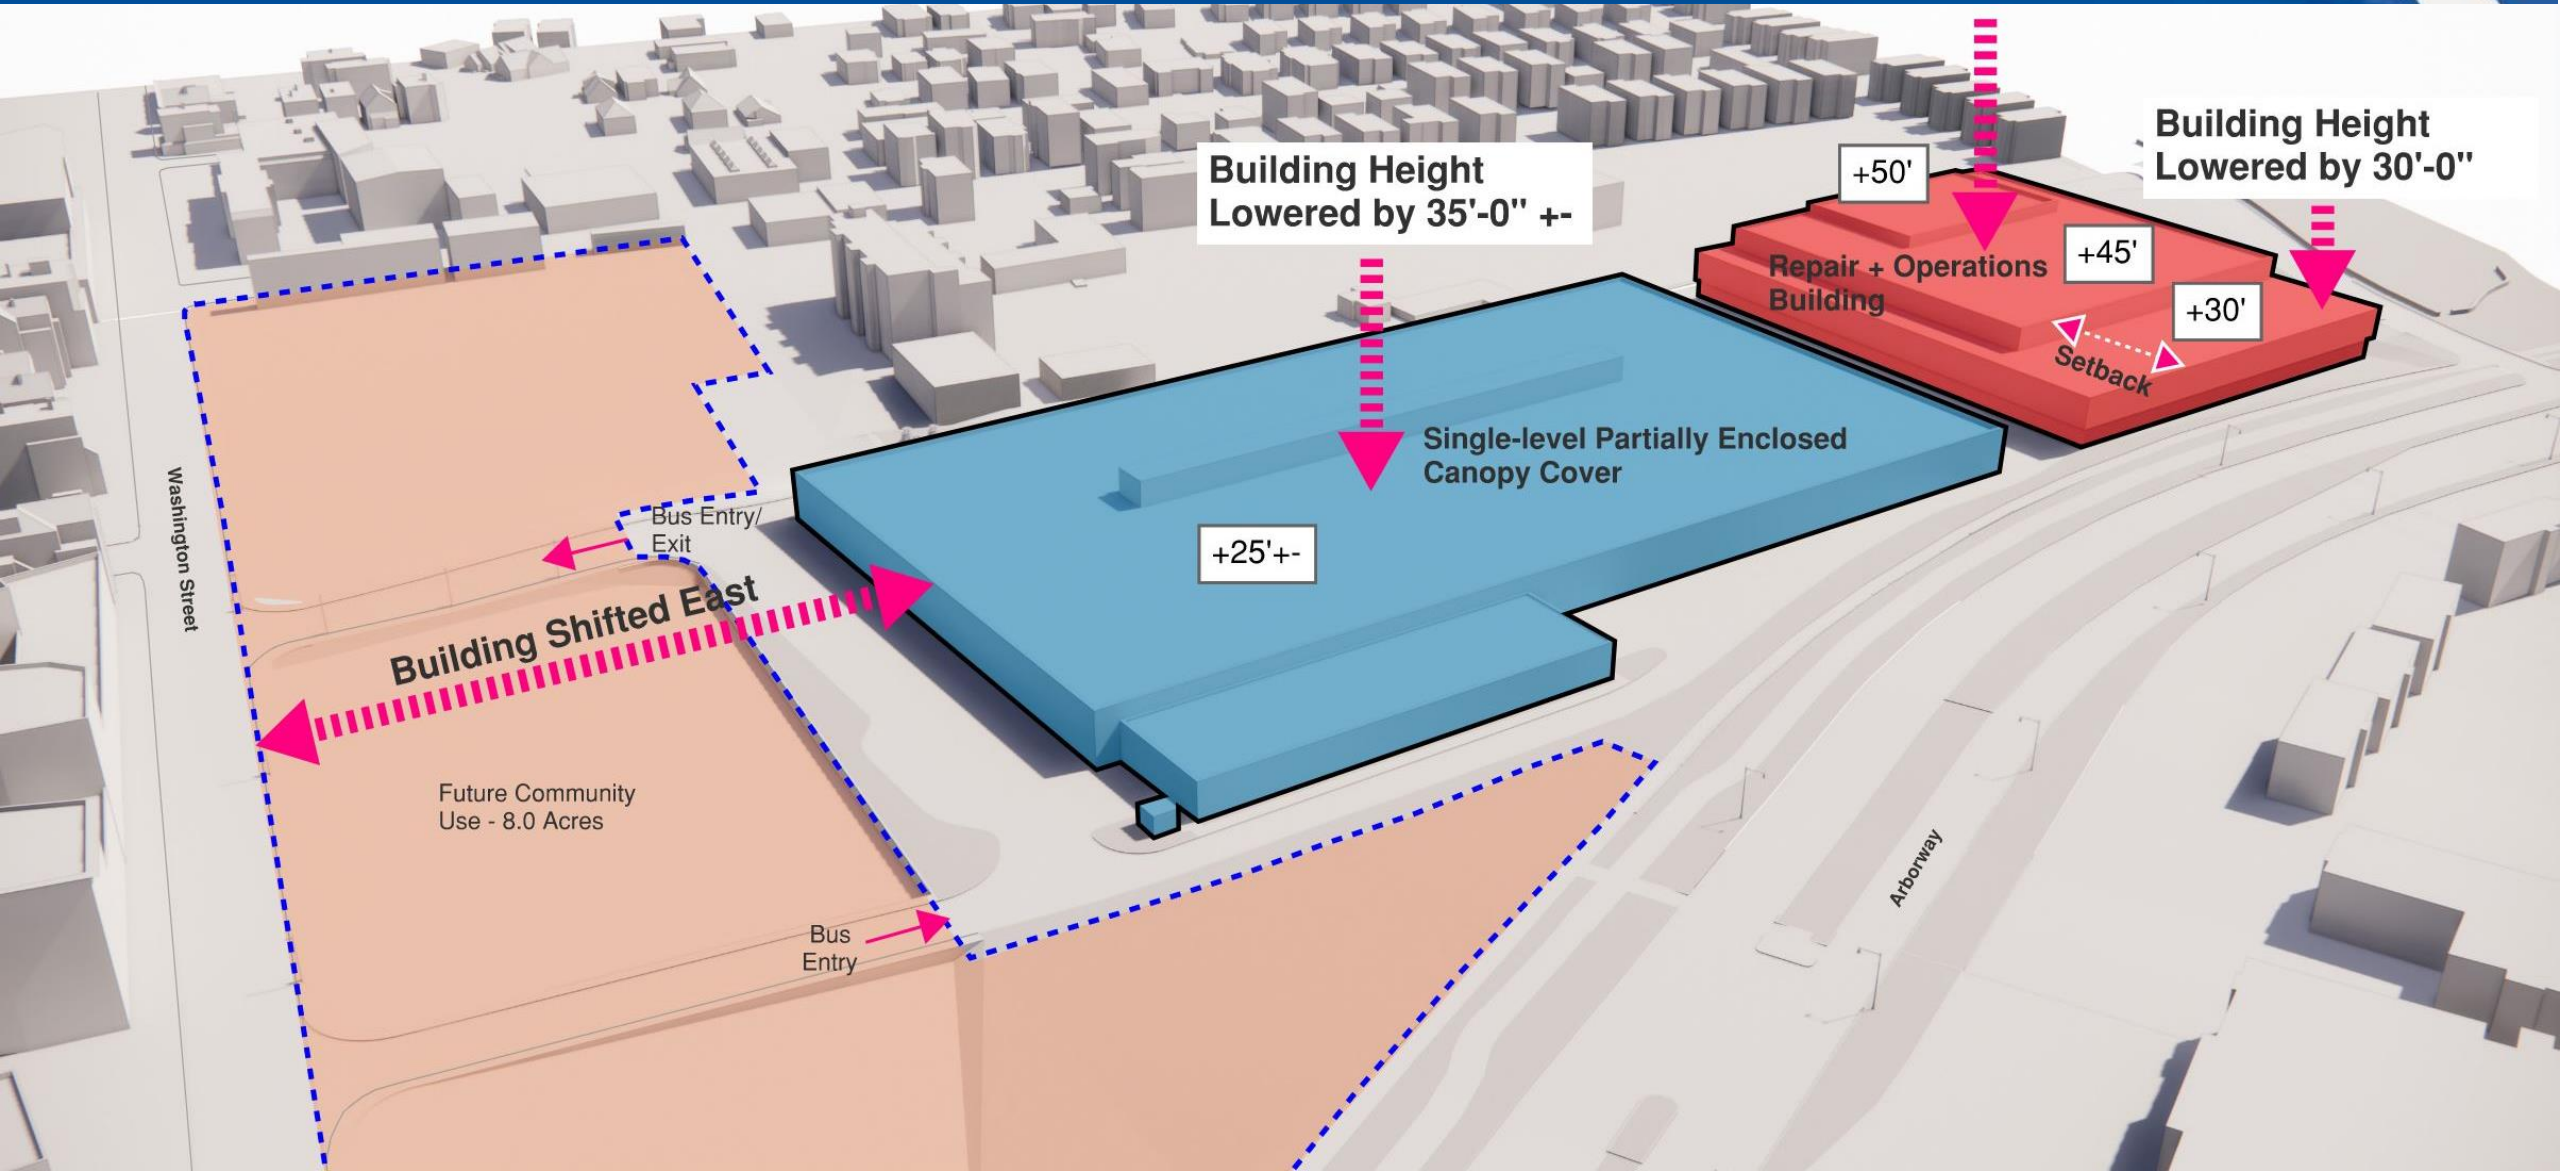 Building Height
Lowered by 30'-0"
Building Height
Lowered by 35'-0" +-
+50'
+45'
Repair + Operations
Building
+30'
Setback
Single-level Partially Enclosed
Canopy Cover
Washington Street
Bus Entry/
Exit
+25'+-
Building Shifted East
Future Community
Use - 8.0 Acres
Arborway
Bus
Entry